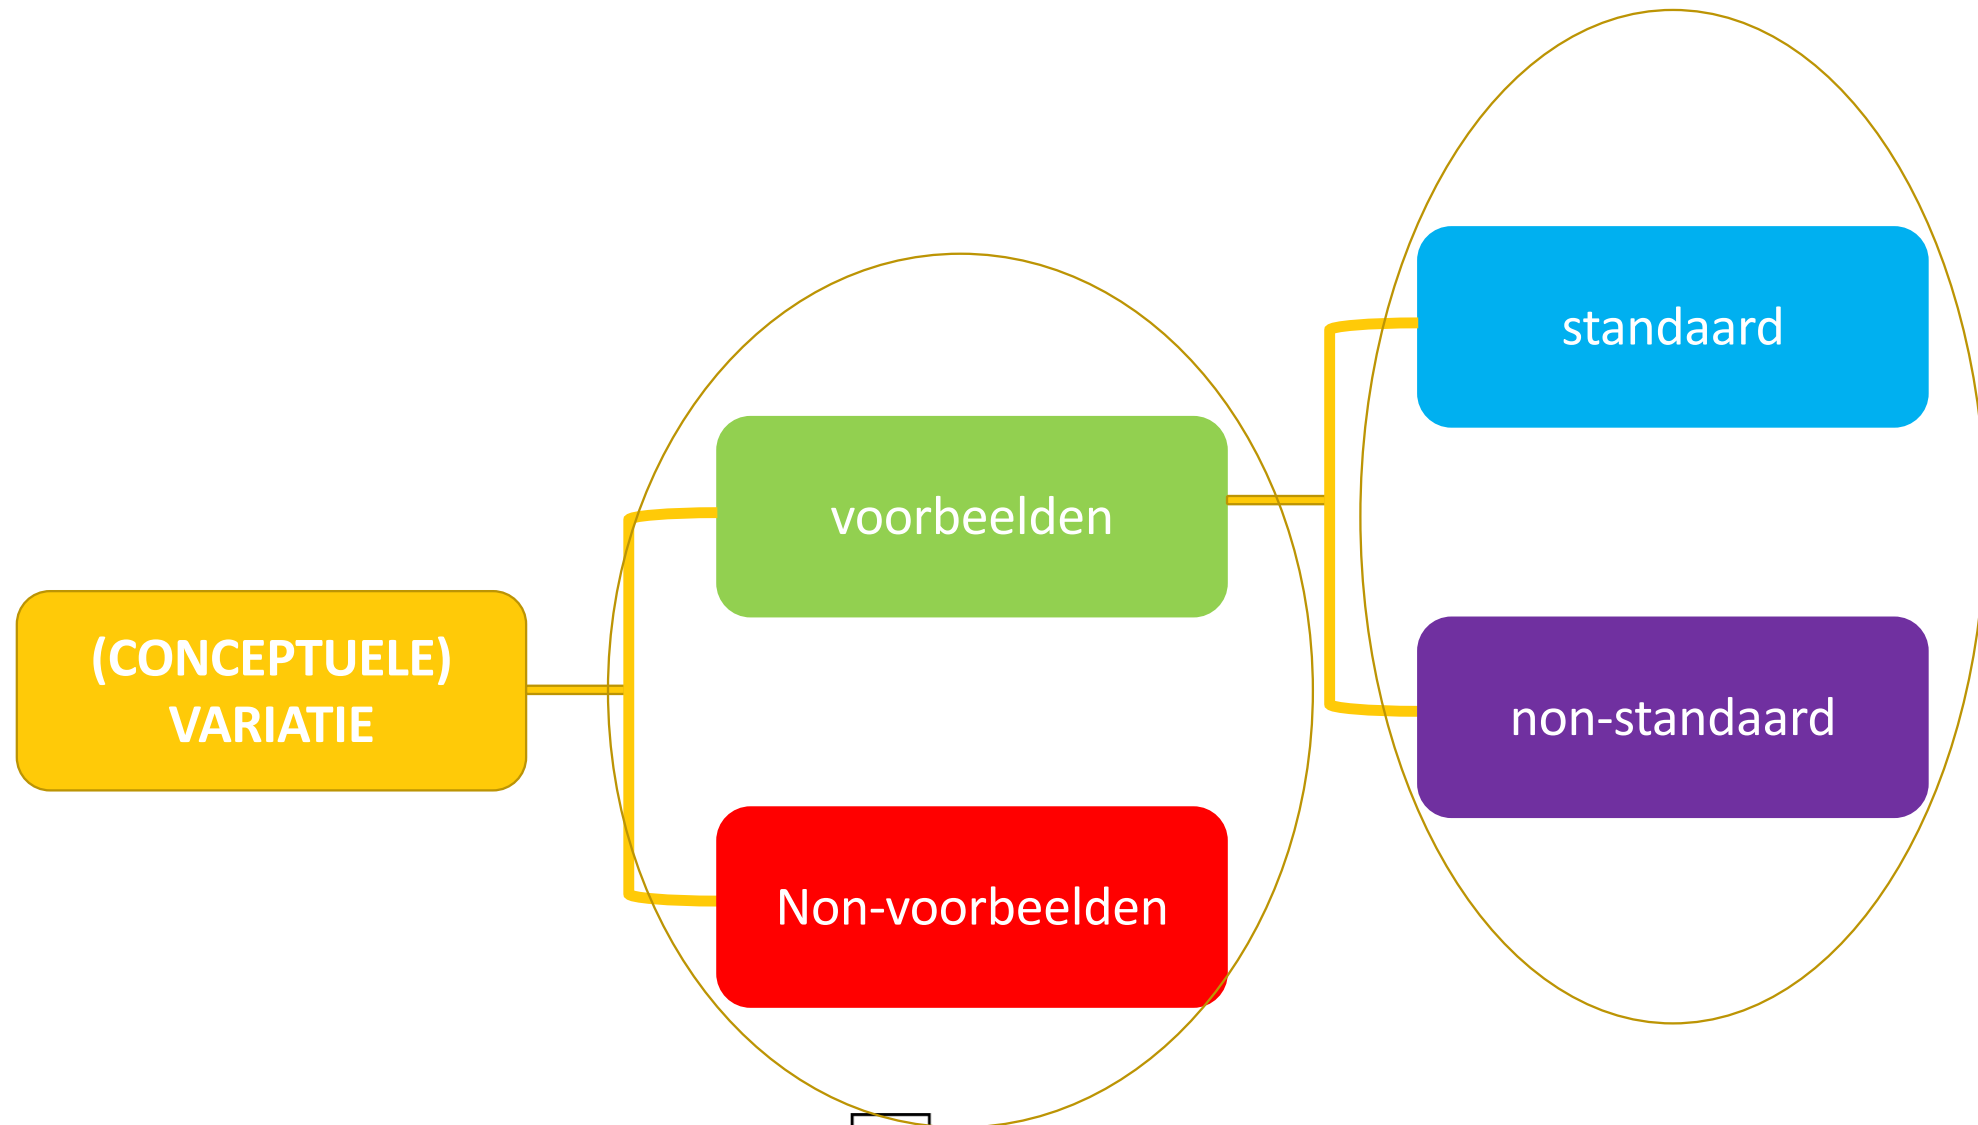 (CONCEPTUELE)
VARIATIE
voorbeelden
Non-voorbeelden
standaard
non-standaard